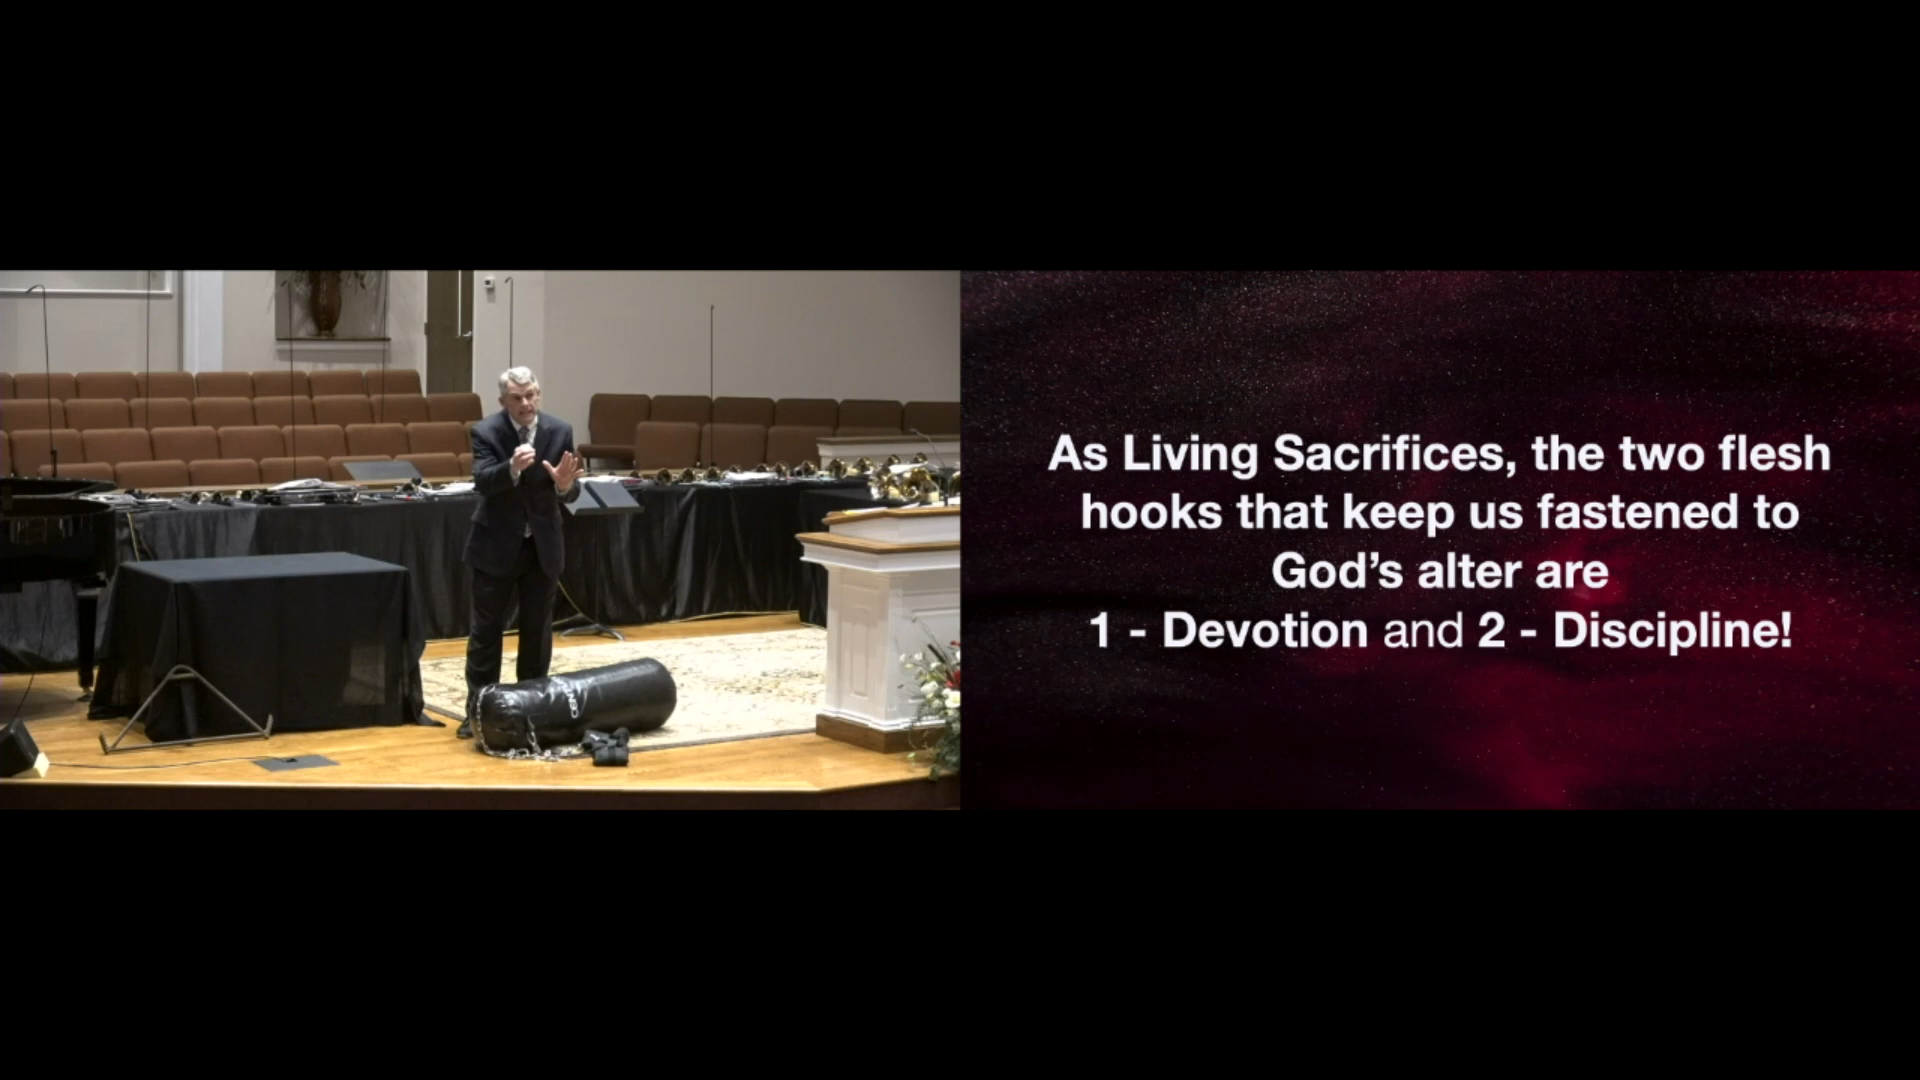 As Living Sacrifices, the two flesh
hooks that keep us fastened to
God’s alter are
1 - Devotion and 2 - Discipline!